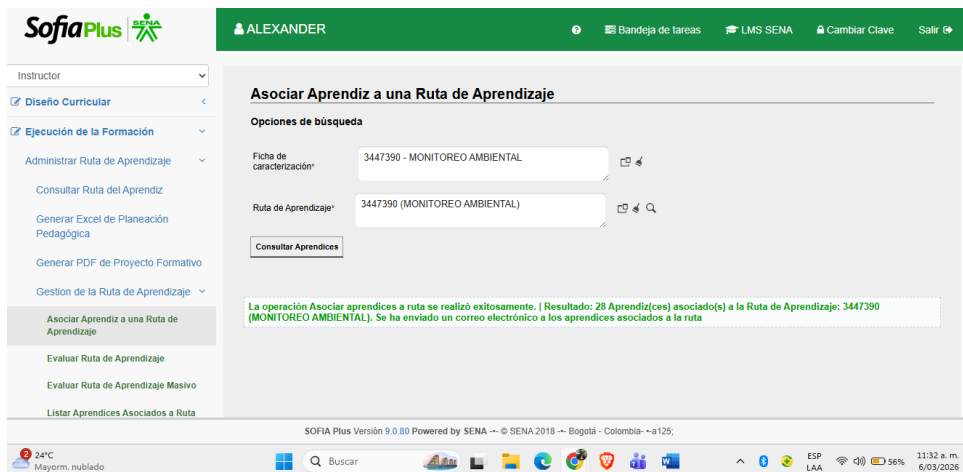 SofiaPlus
SENA
ALEXANDER
Bandeja de tareas
LMS SENA
Cambiar Clave
Salir
Instructor
Diseño Curricular
Ejecución de la Formación
Administrar Ruta de Aprendizaje
Consultar Ruta del Aprendiz
Generar Excel de Planeación
Pedagógica
Generar PDF de Proyecto Formativo
Gestion de la Ruta de Aprendizaje
Asociar Aprendiz a una Ruta de
Aprendizaje
Evaluar Ruta de Aprendizaje
Evaluar Ruta de Aprendizaje Masivo
Listar Aprendices Asociados a Ruta
Asociar Aprendiz a una Ruta de Aprendizaje
Opciones de búsqueda
Ficha de
caracterización*
3447390 - MONITOREO AMBIENTAL
Ruta de Aprendizaje*
3447390 (MONITOREO AMBIENTAL)
Consultar Aprendices
La operación Asociar aprendices a ruta se realizó exitosamente. | Resultado: 28 Aprendiz(ces) asociado(s) a la Ruta de Aprendizaje: 3447390
(MONITOREO AMBIENTAL). Se ha enviado un correo electrónico a los aprendices asociados a la ruta
SOFIA Plus Versión 9.0.80 Powered by SENA -•- © SENA 2018 -•- Bogotá - Colombia- •-a125;
2
24°C
Mayorm. nublado
Buscar
ESP
LAA
56%
11:32 a. m.
6/03/2026